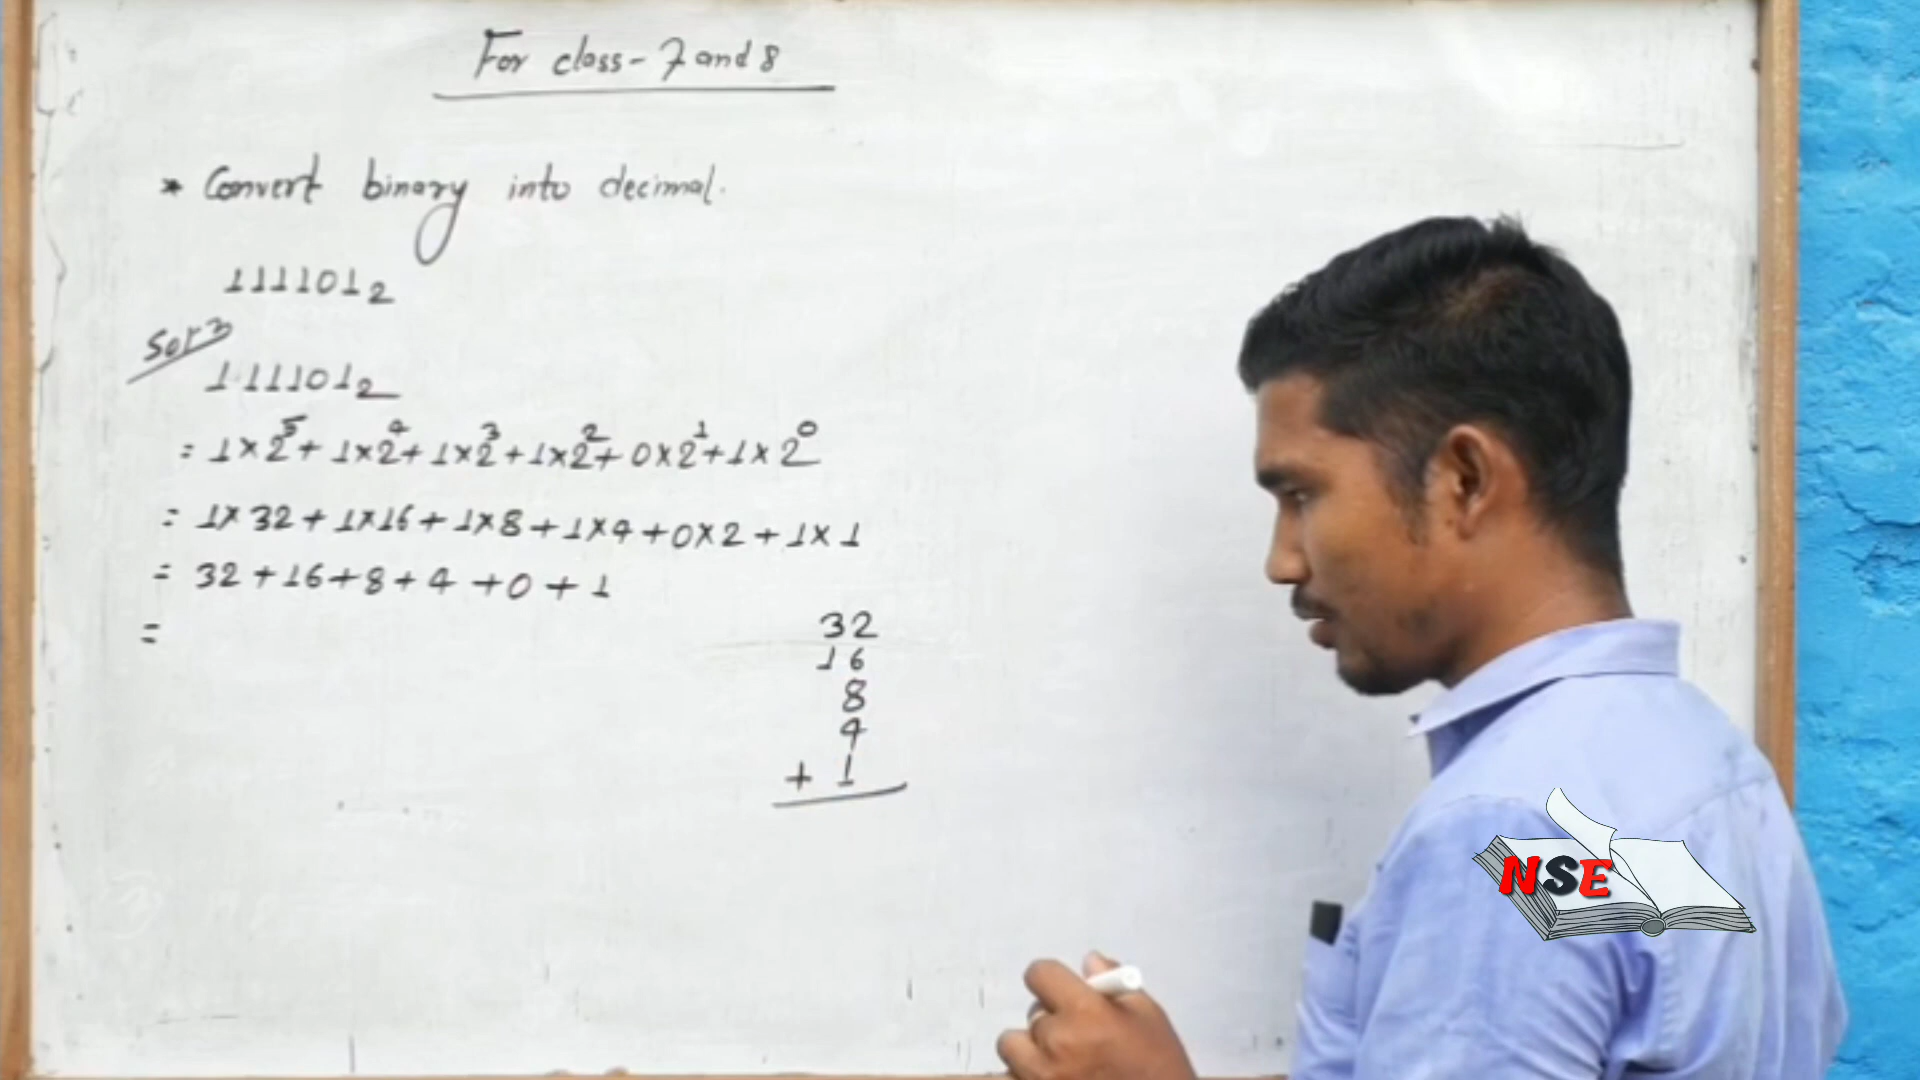 For class-7 and 8
* Convert binary into decimal.
111101₂
Solⁿ
111101₂
= 1×2⁵+ 1×2⁴+ 1×2³+1×2²+ 0×2¹+1×2⁰
= 1×32+1×16+1×8+1×4+0×2+1×1
= 32+16+8+4+0+1
=
32
16
8
4
+ 1
NSE